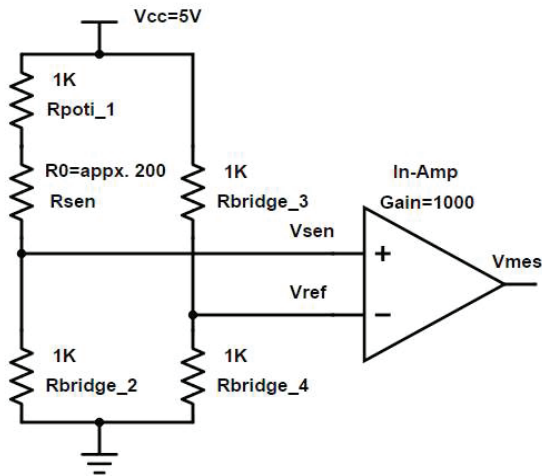 Vcc=5V
1K
Rpoti_1
R0=appx. 200
Rsen
1K
Rbridge_3
In-Amp
Gain=1000
Vsen
+
Vmes
Vref
−
1K
Rbridge_2
1K
Rbridge_4